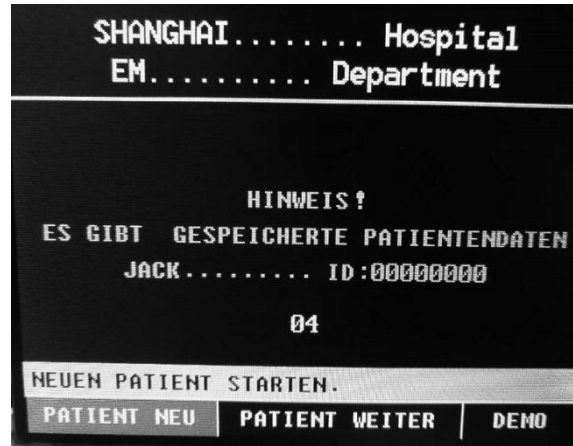 SHANGHAI........ Hospital
EM.......... Department
HINWEIS!
ES GIBT GESPEICHERTE PATIENTENDATEN
JACK......... ID:00000000
04
NEUEN PATIENT STARTEN.
PATIENT NEU PATIENT WEITER DEMO